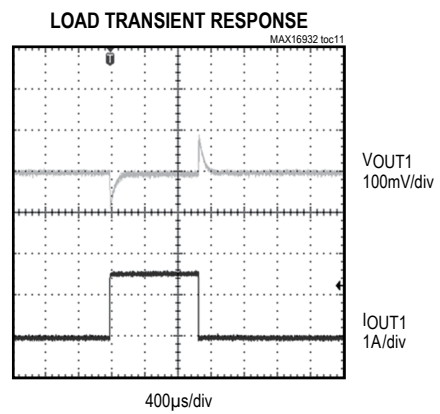 LOAD TRANSIENT RESPONSE
MAX16932 toc11
T
VOUT1
100mV/div
IOUT1
1A/div
400µs/div